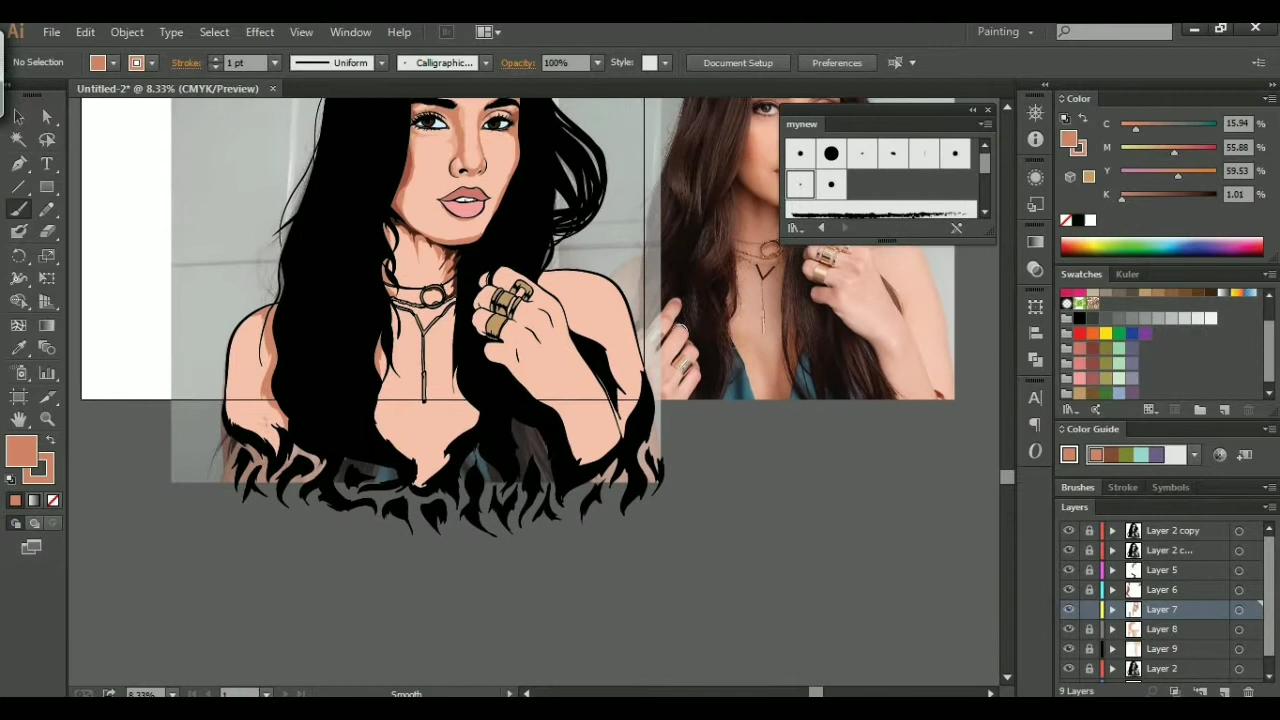 Ai File Edit Object Type Select Effect View Window Help Painting
No Selection Stroke: 1 pt Uniform Calligraphic... Opacity: 100% Style: Document Setup Preferences
Untitled-2* @ 8.33% (CMYK/Preview)
mynew
Color
C 15.94 %
M 55.88 %
Y 59.53 %
K 1.01 %
Swatches Kuler
Color Guide
Brushes Stroke Symbols
Layers
Layer 2 copy
Layer 2 c...
Layer 5
Layer 6
Layer 7
Layer 8
Layer 9
Layer 2
9 Layers
8.33% 1 Smooth